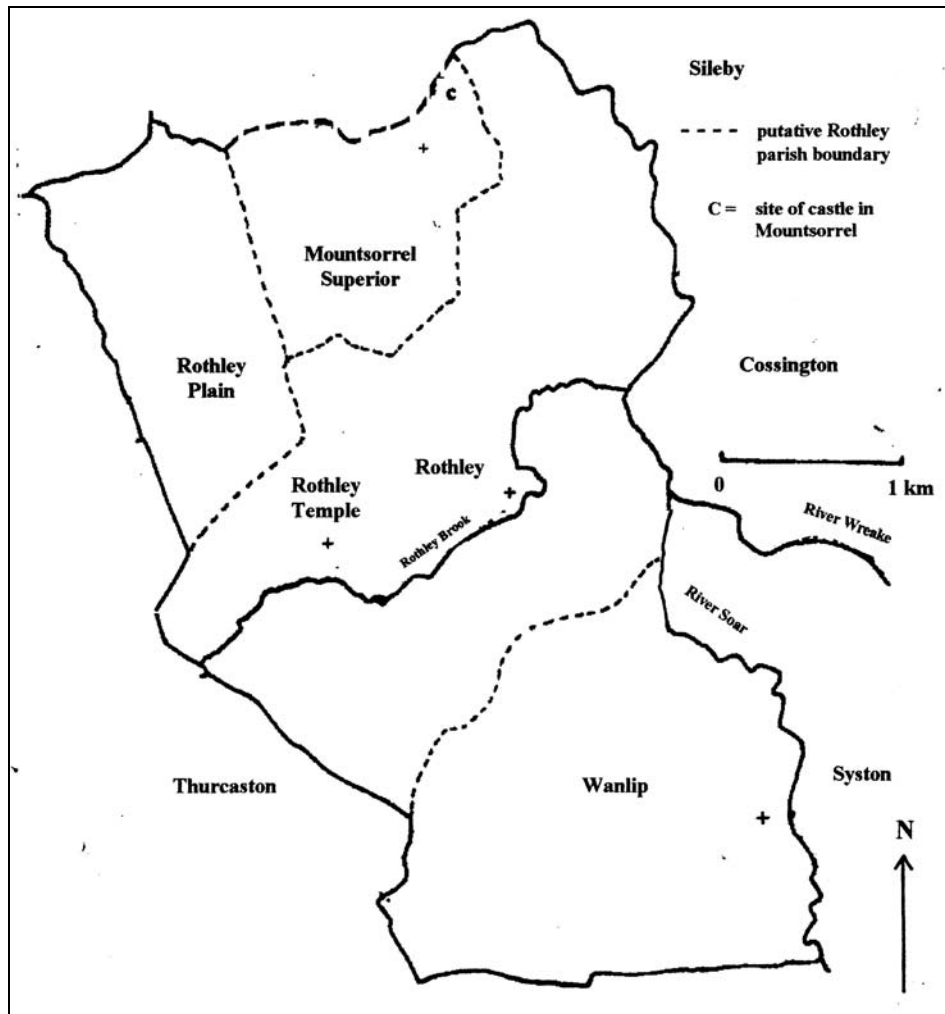 Sileby
putative Rothley
parish boundary
C = site of castle in
Mountsorrel
c
Mountsorrel
Superior
Rothley
Plain
Cossington
0 1 km
Rothley
Rothley
Temple
Rothley Brook
River Wreake
River Soar
Thurcaston
Wanlip
Syston
N